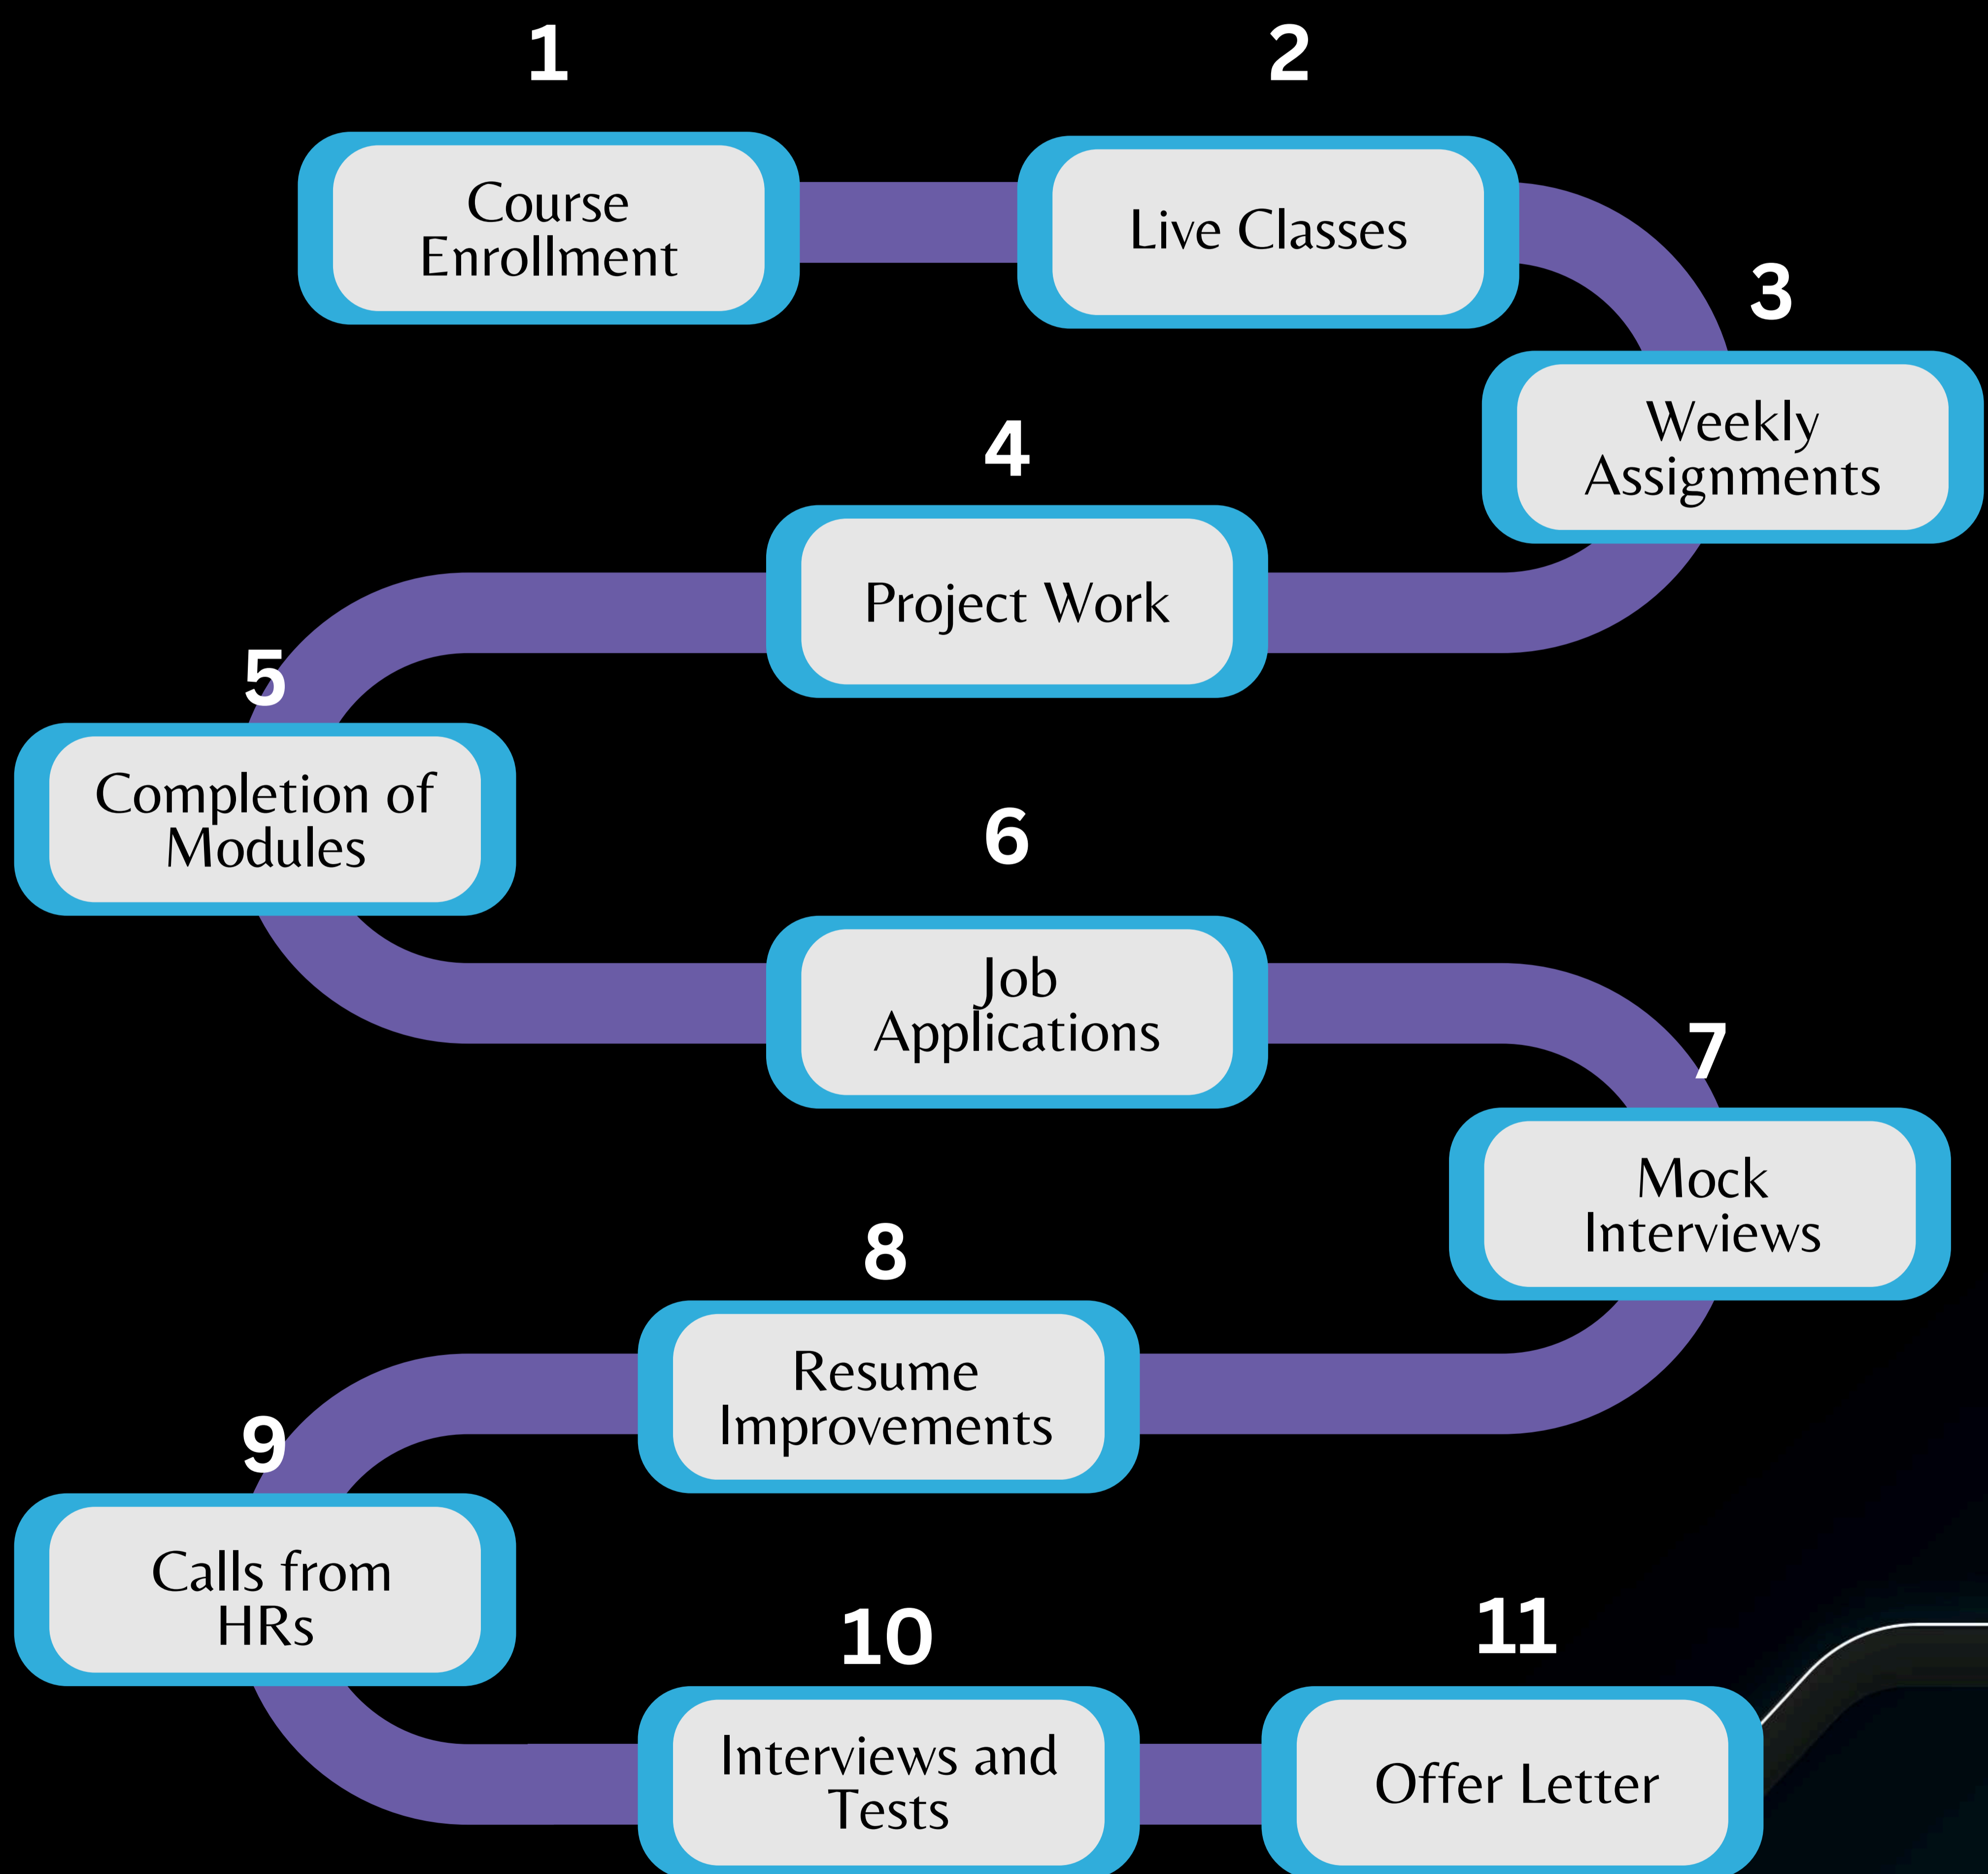 1
Course
Enrollment
2
Live Classes
3
Weekly
Assignments
4
Project Work
5
Completion of
Modules
6
Job
Applications
7
Mock
Interviews
8
Resume
Improvements
9
Calls from
HRs
10
Interviews and
Tests
11
Offer Letter